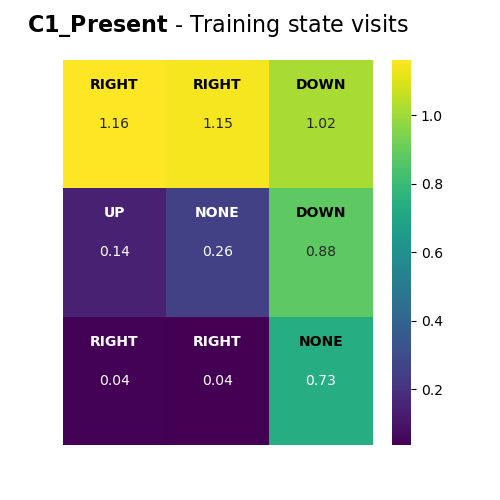 C1_Present - Training state visits
RIGHT RIGHT DOWN
1.16 1.15 1.02
UP NONE DOWN
0.14 0.26 0.88
RIGHT RIGHT NONE
0.04 0.04 0.73
1.0
0.8
0.6
0.4
0.2